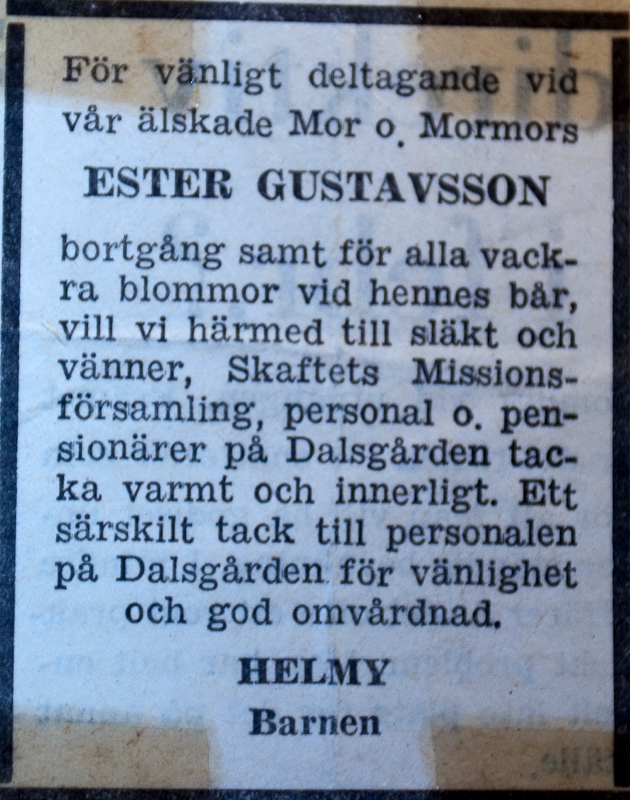 För vänligt deltagande vid
vår älskade Mor o. Mormors
ESTER GUSTAVSSON
bortgång samt för alla vack-
ra blommor vid hennes bår,
vill vi härmed till släkt och
vänner, Skaftets Missions-
församling, personal o. pen-
sionärer på Dalsgården tac-
ka varmt och innerligt. Ett
särskilt tack till personalen
på Dalsgården för vänlighet
och god omvårdnad.
HELMY
Barnen